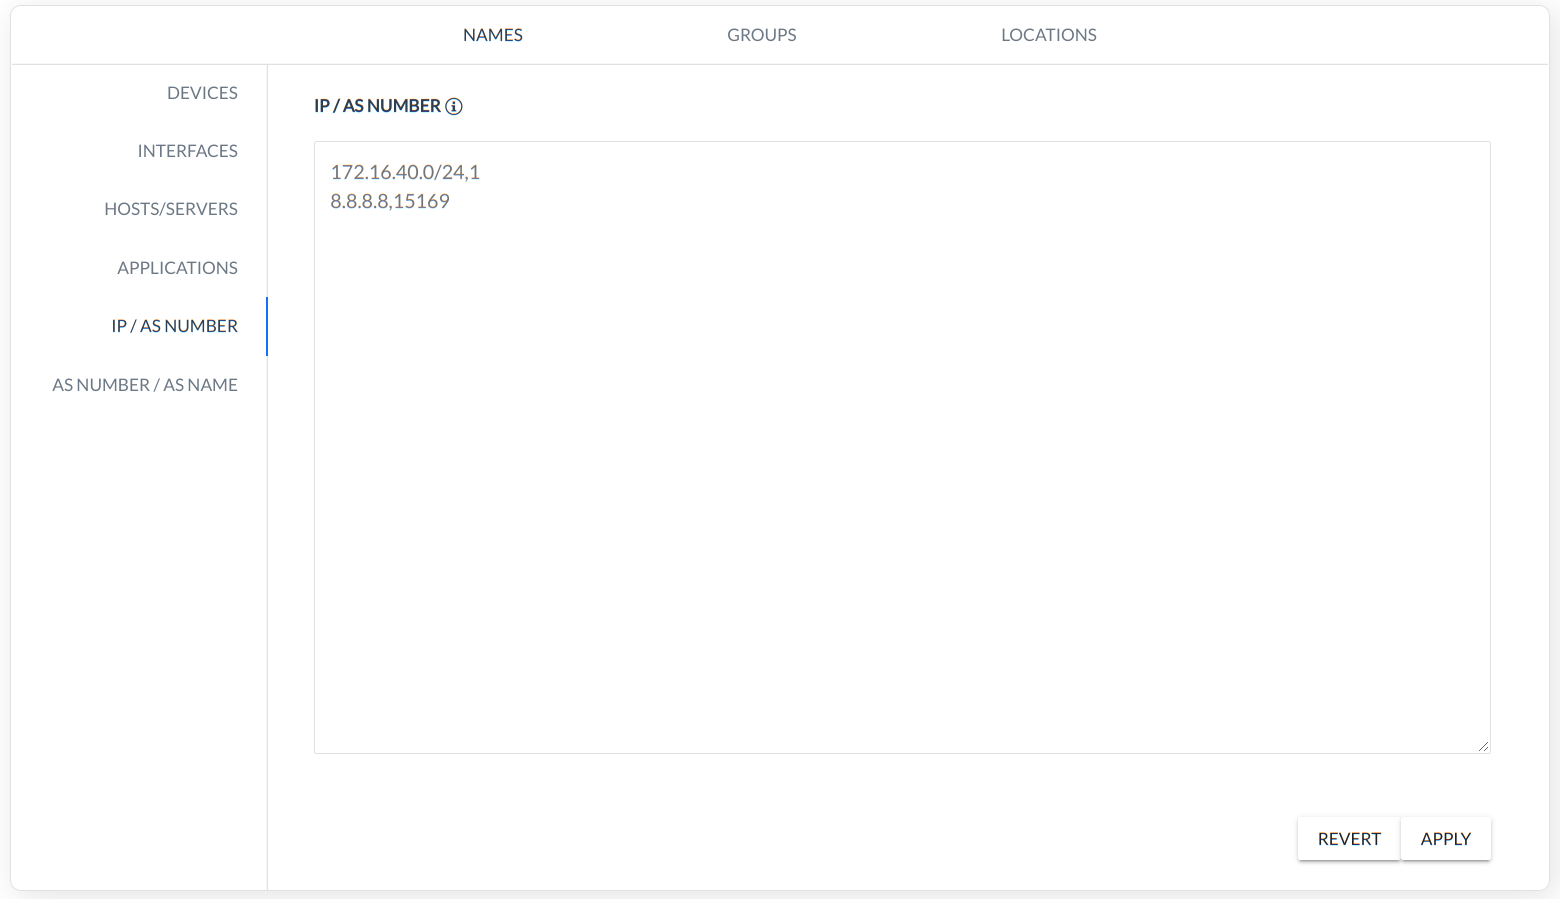 NAMES
GROUPS
LOCATIONS
DEVICES
INTERFACES
HOSTS/SERVERS
APPLICATIONS
IP / AS NUMBER
AS NUMBER / AS NAME
IP / AS NUMBER
172.16.40.0/24,1
8.8.8.8,15169
REVERT
APPLY